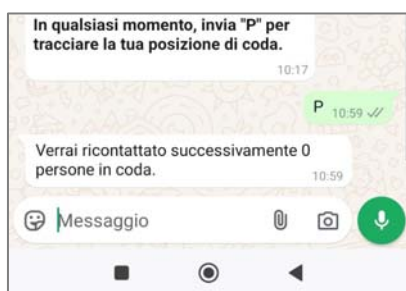 In qualsiasi momento, invia "P" per
tracciare la tua posizione di coda.
10:17
P 10:59
Verrai ricontattato successivamente 0
persone in coda.
10:59
Messaggio